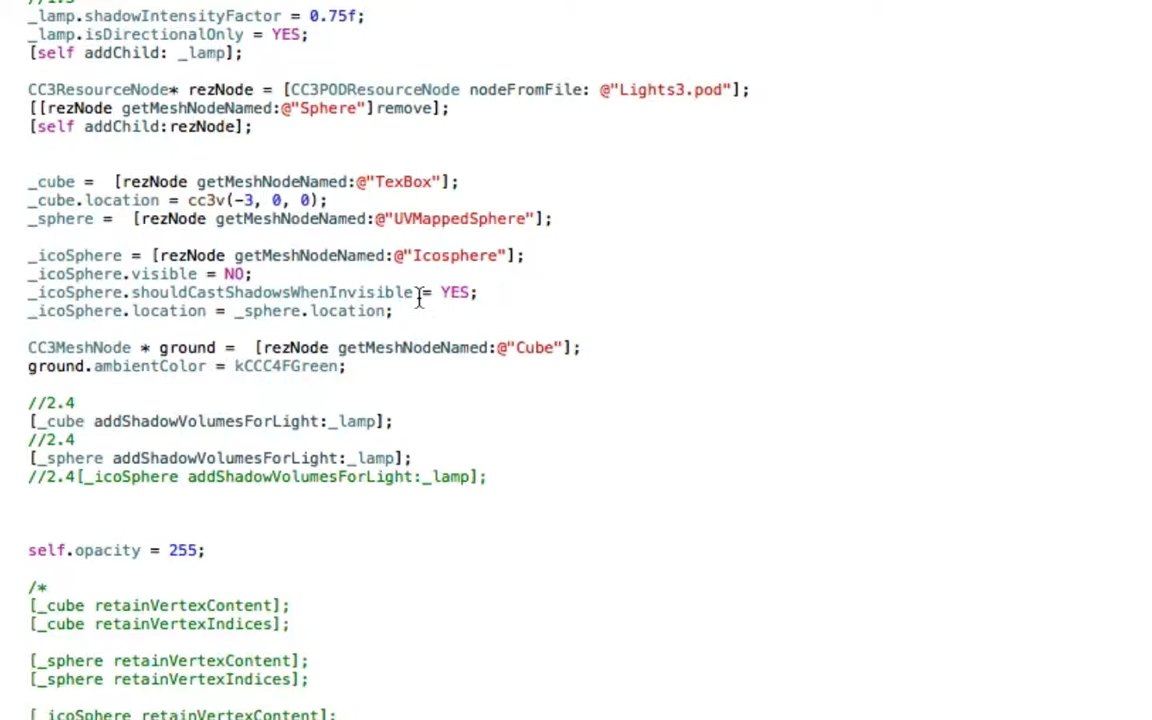 _lamp.shadowIntensityFactor = 0.75f;
_lamp.isDirectionalOnly = YES;
[self addChild: _lamp];
CC3ResourceNode* rezNode = [CC3PODResourceNode nodeFromFile: @"Lights3.pod"];
[[rezNode getMeshNodeNamed:@"Sphere"]remove];
[self addChild:rezNode];
_cube =  [rezNode getMeshNodeNamed:@"TexBox"];
_cube.location = cc3v(-3, 0, 0);
_sphere =  [rezNode getMeshNodeNamed:@"UVMappedSphere"];
_icoSphere = [rezNode getMeshNodeNamed:@"Icosphere"];
_icoSphere.visible = NO;
_icoSphere.shouldCastShadowsWhenInvisible = YES;
_icoSphere.location = _sphere.location;
CC3MeshNode * ground =  [rezNode getMeshNodeNamed:@"Cube"];
ground.ambientColor = kCCC4FGreen;
//2.4
[_cube addShadowVolumesForLight:_lamp];
//2.4
[_sphere addShadowVolumesForLight:_lamp];
//2.4[_icoSphere addShadowVolumesForLight:_lamp];
self.opacity = 255;
/*
[_cube retainVertexContent];
[_cube retainVertexIndices];
[_sphere retainVertexContent];
[_sphere retainVertexIndices];
[_icoSphere retainVertexContent];